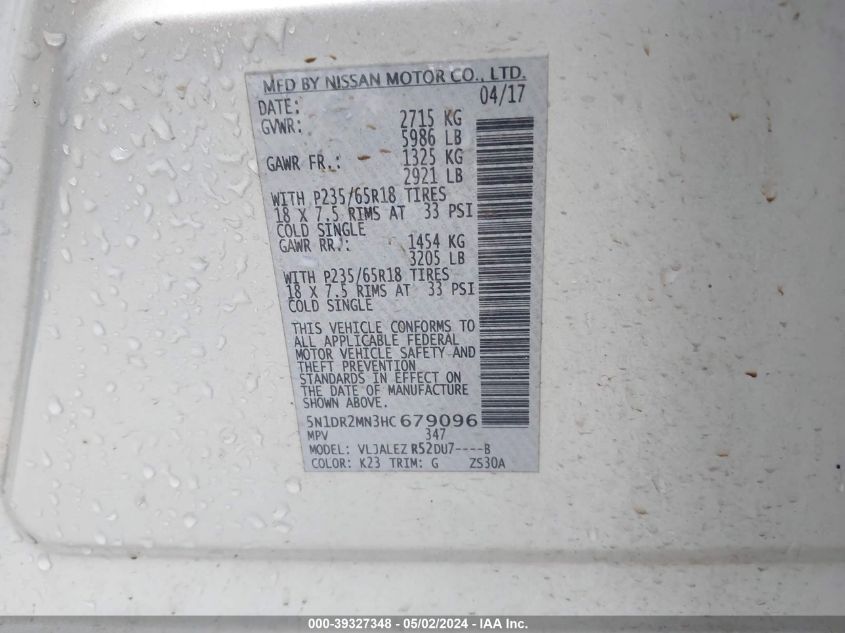 MFD BY NISSAN MOTOR CO., LTD.
DATE: 04/17
GVWR: 2715 KG
5986 LB
GAWR FR.: 1325 KG
2921 LB
WITH P235/65R18 TIRES
18 X 7.5 RIMS AT 33 PSI
COLD SINGLE
GAWR RR.: 1454 KG
3205 LB
WITH P235/65R18 TIRES
18 X 7.5 RIMS AT 33 PSI
COLD SINGLE
THIS VEHICLE CONFORMS TO
ALL APPLICABLE FEDERAL
MOTOR VEHICLE SAFETY AND
THEFT PREVENTION
STANDARDS IN EFFECT ON
THE DATE OF MANUFACTURE
SHOWN ABOVE.
5N1DR2MN3HC679096
MPV 347
MODEL: VLJALEZ R52DU7----B
COLOR: K23 TRIM: G ZS30A
000-39327348 - 05/02/2024 - IAA Inc.